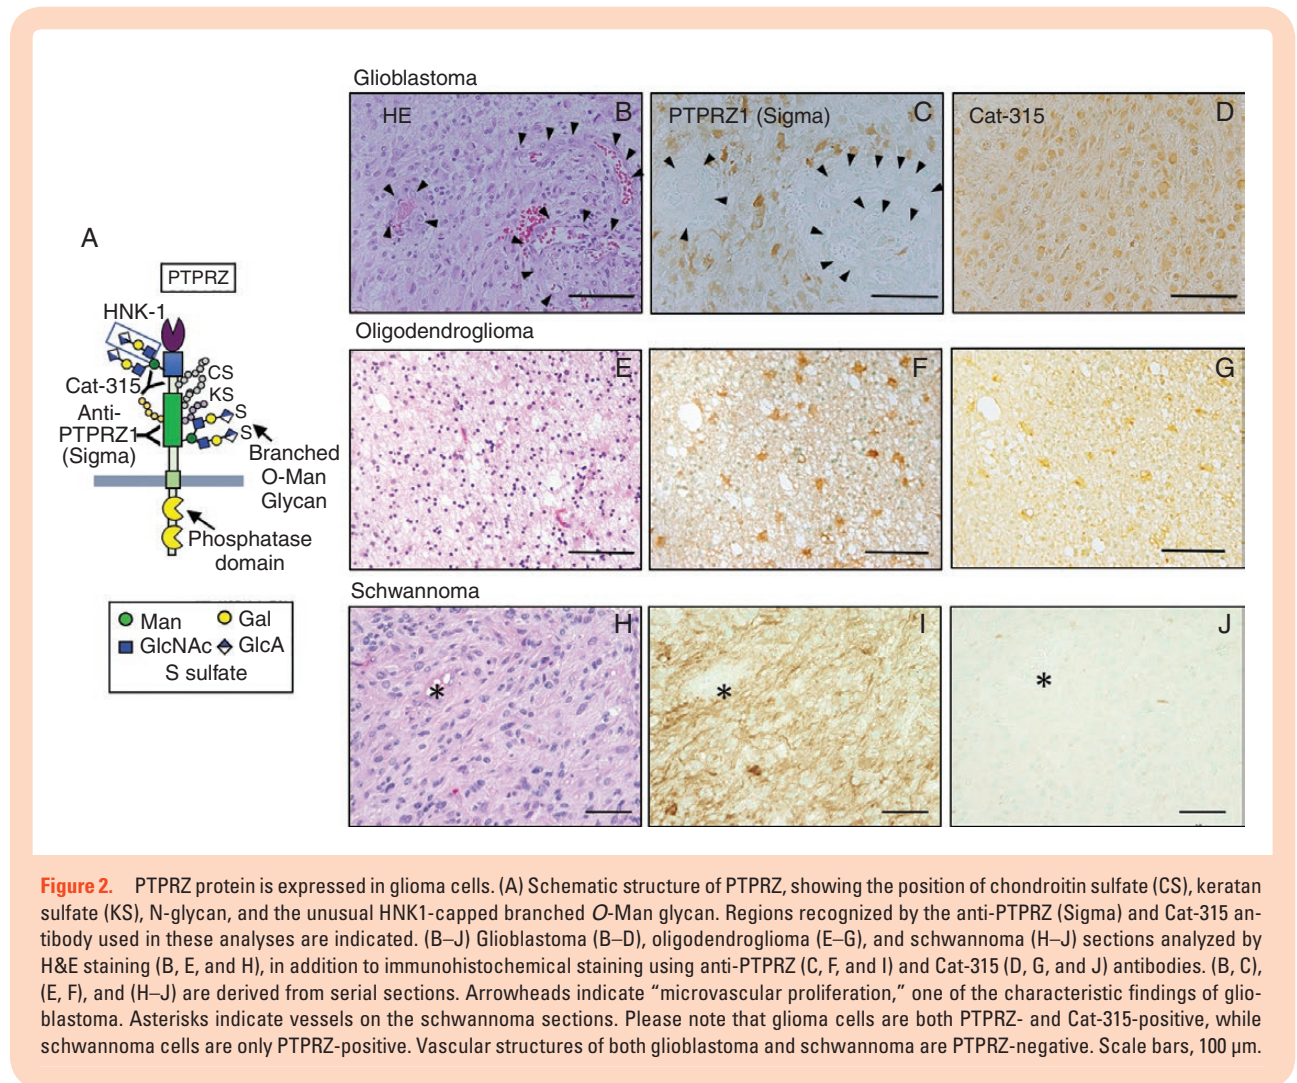 Glioblastoma
HE
B
PTPRZ1 (Sigma)
C
Cat-315
D
A
PTPRZ
HNK-1
CS
Cat-315
KS
S
Anti-
PTPRZ1
(Sigma)
S
Branched
O-Man
Glycan
Phosphatase
domain
Man
Gal
GlcNAc
GlcA
S sulfate
Oligodendroglioma
E
F
G
Schwannoma
H
*
I
*
J
*
Figure 2. PTPRZ protein is expressed in glioma cells. (A) Schematic structure of PTPRZ, showing the position of chondroitin sulfate (CS), keratan
sulfate (KS), N-glycan, and the unusual HNK1-capped branched O-Man glycan. Regions recognized by the anti-PTPRZ (Sigma) and Cat-315 an-
tibody used in these analyses are indicated. (B–J) Glioblastoma (B–D), oligodendroglioma (E–G), and schwannoma (H–J) sections analyzed by
H&E staining (B, E, and H), in addition to immunohistochemical staining using anti-PTPRZ (C, F, and I) and Cat-315 (D, G, and J) antibodies. (B, C),
(E, F), and (H–J) are derived from serial sections. Arrowheads indicate “microvascular proliferation,” one of the characteristic findings of glio-
blastoma. Asterisks indicate vessels on the schwannoma sections. Please note that glioma cells are both PTPRZ- and Cat-315-positive, while
schwannoma cells are only PTPRZ-positive. Vascular structures of both glioblastoma and schwannoma are PTPRZ-negative. Scale bars, 100 µm.